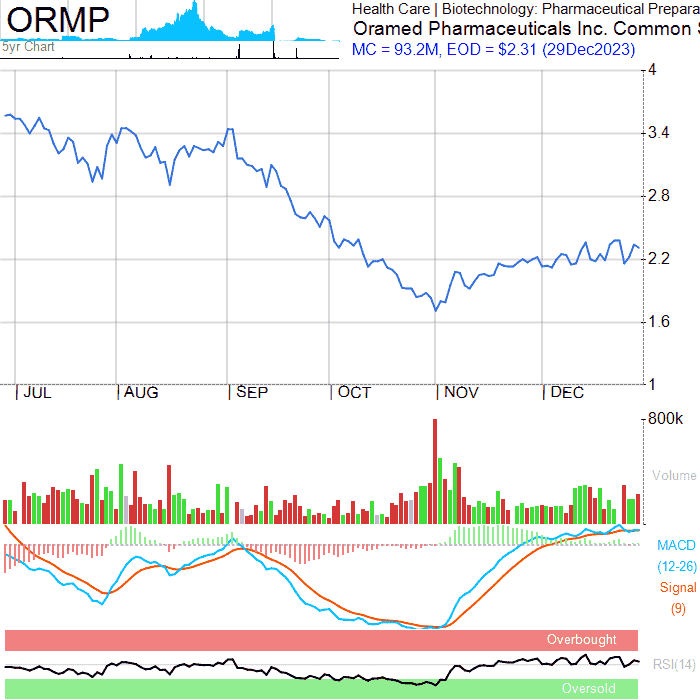 ORMP
5yr Chart
Health Care | Biotechnology: Pharmaceutical Prepara
Oramed Pharmaceuticals Inc. Common S
MC = 93.2M, EOD = $2.31 (29Dec2023)
4
3.4
2.8
2.2
1.6
1
JUL AUG SEP OCT NOV DEC
800k
Volume
MACD
(12-26)
Signal
(9)
Overbought
RSI(14)
Oversold